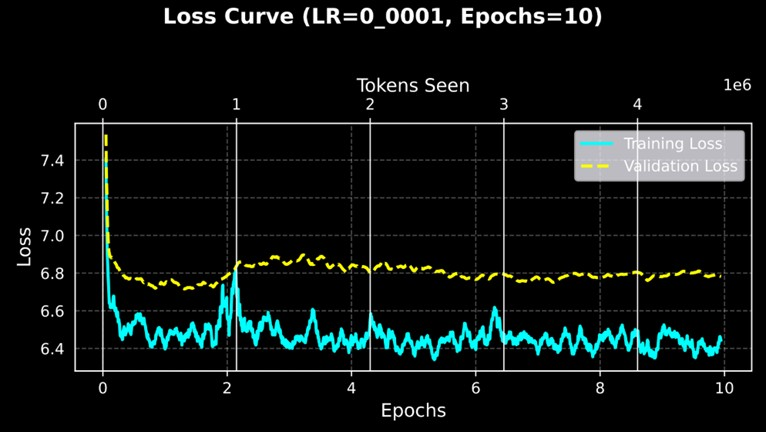 Loss Curve (LR=0_0001, Epochs=10)
Tokens Seen
1e6
0 1 2 3 4
Training Loss
Validation Loss
7.4
7.2
7.0
6.8
6.6
6.4
Loss
0 2 4 6 8 10
Epochs